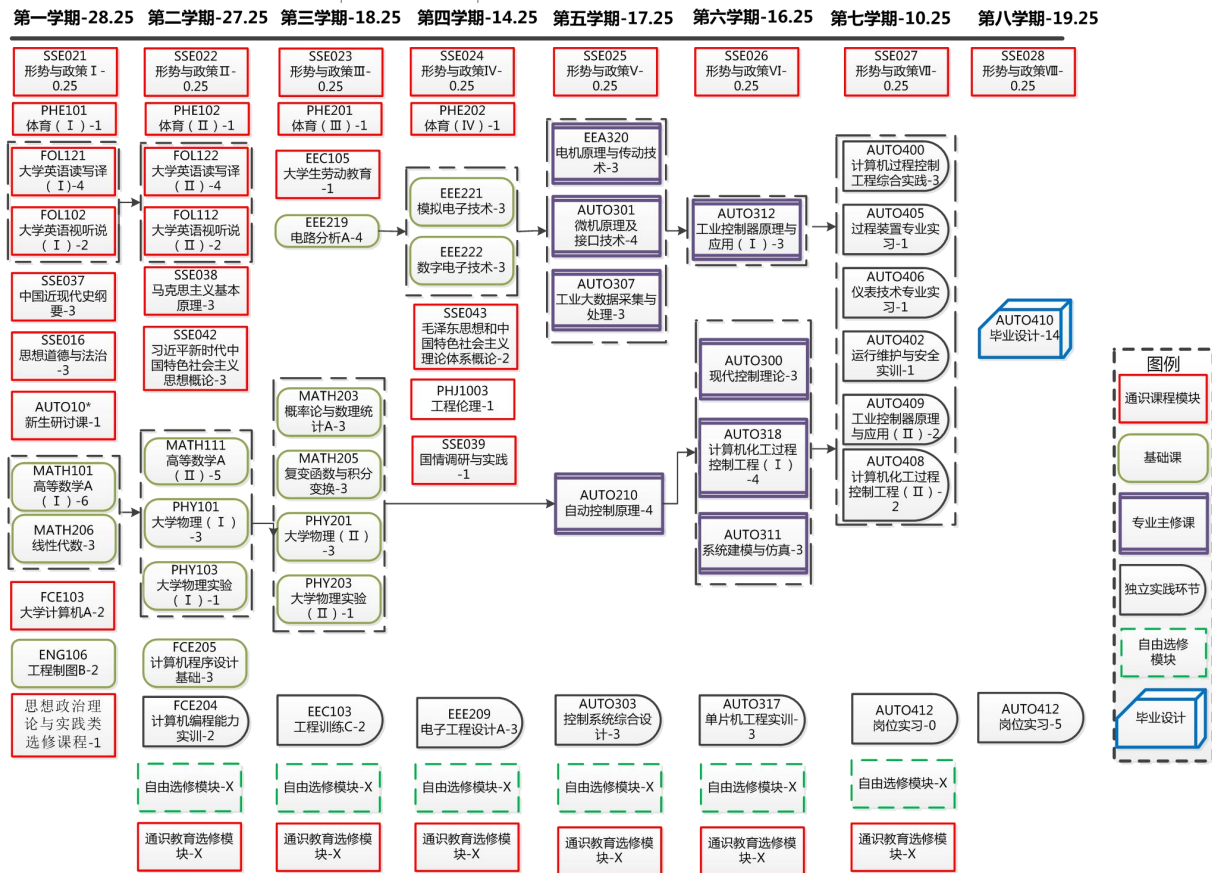 第一学期-28.25
第二学期-27.25
第三学期-18.25
第四学期-14.25
第五学期-17.25
第六学期-16.25
第七学期-10.25
第八学期-19.25
SSE021
形势与政策Ⅰ-
0.25
PHE101
体育(Ⅰ)-1
FOL121
大学英语读写译
(Ⅰ)-4
FOL102
大学英语视听说
(Ⅰ)-2
SSE037
中国近现代史纲
要-3
SSE016
思想道德与法治
-3
AUTO10*
新生研讨课-1
MATH101
高等数学A
(Ⅰ)-6
MATH206
线性代数-3
FCE103
大学计算机A-2
ENG106
工程制图B-2
思想政治理
论与实践类
选修课程-1
SSE022
形势与政策Ⅱ-
0.25
PHE102
体育(Ⅱ)-1
FOL122
大学英语读写译
(Ⅱ)-4
FOL112
大学英语视听说
(Ⅱ)-2
SSE038
马克思主义基本
原理-3
SSE042
习近平新时代中
国特色社会主义
思想概论-3
MATH111
高等数学A
(Ⅱ)-5
PHY101
大学物理(Ⅰ)
-3
PHY103
大学物理实验
(Ⅰ)-1
FCE205
计算机程序设计
基础-3
FCE204
计算机编程能力
实训-2
自由选修模块-X
通识教育选修模
块-X
SSE023
形势与政策Ⅲ-
0.25
PHE201
体育(Ⅲ)-1
EEC105
大学生劳动教育
-1
EEE219
电路分析A-4
MATH203
概率论与数理统
计A-3
MATH205
复变函数与积分
变换-3
PHY201
大学物理(Ⅱ)
-3
PHY203
大学物理实验
(Ⅱ)-1
EEC103
工程训练C-2
自由选修模块-X
通识教育选修模
块-X
SSE024
形势与政策Ⅳ-
0.25
PHE202
体育(Ⅳ)-1
EEE221
模拟电子技术-3
EEE222
数字电子技术-3
SSE043
毛泽东思想和中
国特色社会主义
理论体系概论-2
PHJ1003
工程伦理-1
SSE039
国情调研与实践
-1
EEE209
电子工程设计A-3
自由选修模块-X
通识教育选修模
块-X
SSE025
形势与政策Ⅴ-
0.25
EEA320
电机原理与传动技
术-3
AUTO301
微机原理及
接口技术-4
AUTO307
工业大数据采集与
处理-3
AUTO210
自动控制原理-4
AUTO303
控制系统综合设
计-3
自由选修模块-X
通识教育选修模
块-X
SSE026
形势与政策Ⅵ-
0.25
AUTO312
工业控制器原理与
应用(Ⅰ)-3
AUTO300
现代控制理论-3
AUTO318
计算机化工过程
控制工程(Ⅰ)
-4
AUTO311
系统建模与仿真-3
AUTO317
单片机工程实训-
3
自由选修模块-X
通识教育选修模
块-X
SSE027
形势与政策Ⅶ-
0.25
AUTO400
计算机过程控制
工程综合实践-3
AUTO405
过程装置专业实
习-1
AUTO406
仪表技术专业实
习-1
AUTO402
运行维护与安全
实训-1
AUTO409
工业控制器原理
与应用(Ⅱ)-2
AUTO408
计算机化工过程
控制工程(Ⅱ)-
2
AUTO412
岗位实习-0
自由选修模块-X
通识教育选修模
块-X
SSE028
形势与政策Ⅷ-
0.25
AUTO410
毕业设计-14
AUTO412
岗位实习-5
图例
通识课程模块
基础课
专业主修课
独立实践环节
自由选修
模块
毕业设计